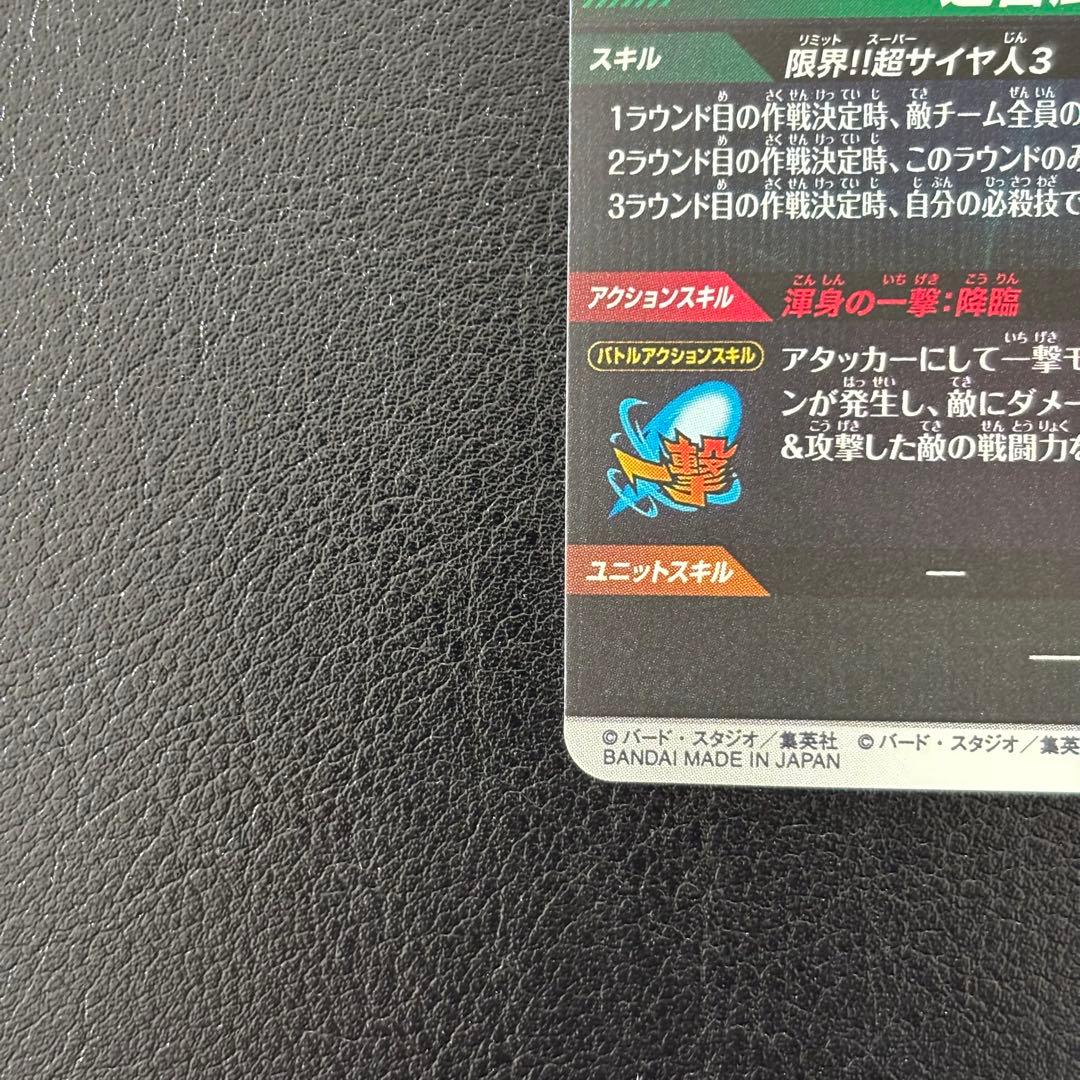 スキル
限界!!超サイヤ人3
リミット スーパー じん
1ラウンド目の作戦決定時、敵チーム全員の
め さくせんけってい じ てき ぜんいん
2ラウンド目の作戦決定時、このラウンドのみ
め さくせんけってい じ
3ラウンド目の作戦決定時、自分の必殺技で
め さくせんけってい じ じぶん ひっさつわざ
アクションスキル
渾身の一撃:降臨
こんしん いちげき こうりん
バトルアクションスキル
アタッカーにして一撃モ
いちげき
ンが発生し、敵にダメー
はっせい てき
&攻撃した敵の戦闘力を
こうげき てき せんとうりょく
一撃
ユニットスキル
ー
©バード・スタジオ/集英社 ©バード・スタジオ/集英
BANDAI MADE IN JAPAN